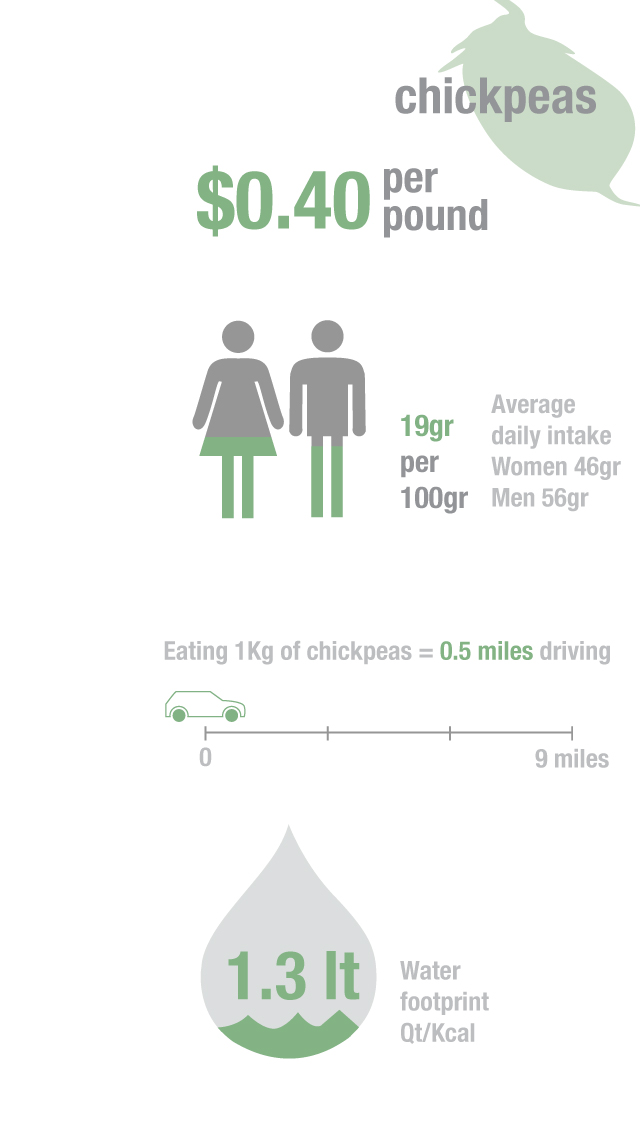 chickpeas
$0.40 per
pound
19gr
per
100gr
Average
daily intake
Women 46gr
Men 56gr
Eating 1Kg of chickpeas = 0.5 miles driving
0
9 miles
1.3 lt
Water
footprint
Qt/Kcal